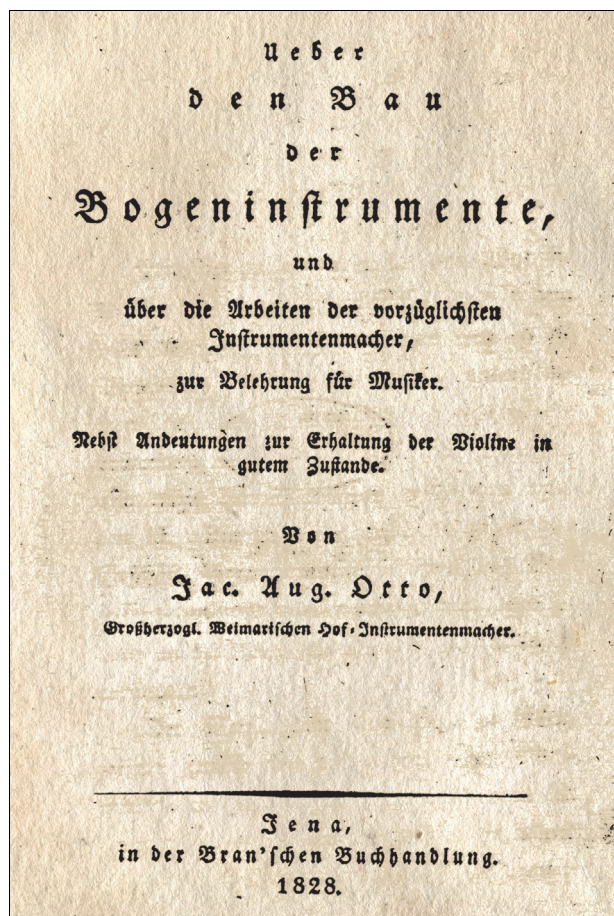 Ueber
den Bau
der
Bogeninstrumente,
und
über die Arbeiten der vorzüglichsten
Instrumentenmacher,
zur Belehrung für Musiker.
Nebst Andeutungen zur Erhaltung der Violine in
gutem Zustande.
Von
Jac. Aug. Otto,
Großherzogl. Weimarischen Hof-Instrumentenmacher.
Jena,
in der Bran'schen Buchhandlung.
1828.